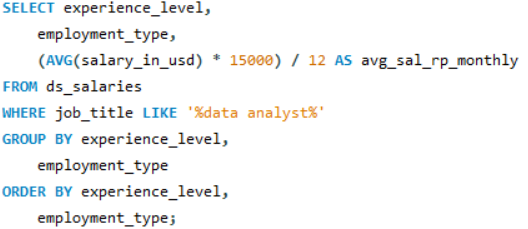 SELECT experience_level,
    employment_type,
    (AVG(salary_in_usd) * 15000) / 12 AS avg_sal_rp_monthly
FROM ds_salaries
WHERE job_title LIKE '%data analyst%'
GROUP BY experience_level,
    employment_type
ORDER BY experience_level,
    employment_type;